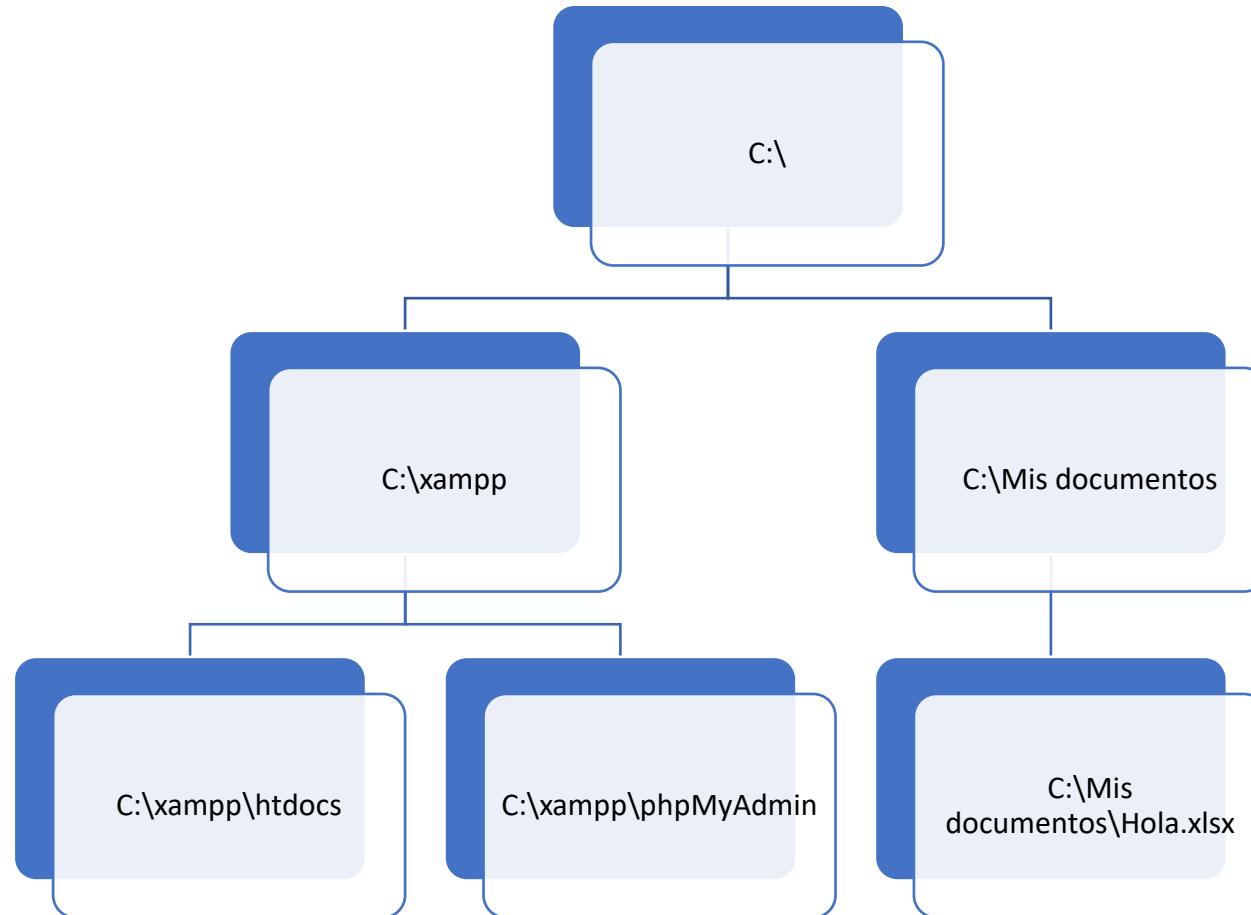 C:\
C:\xampp
C:\Mis documentos
C:\xampp\htdocs
C:\xampp\phpMyAdmin
C:\Mis
documentos\Hola.xlsx